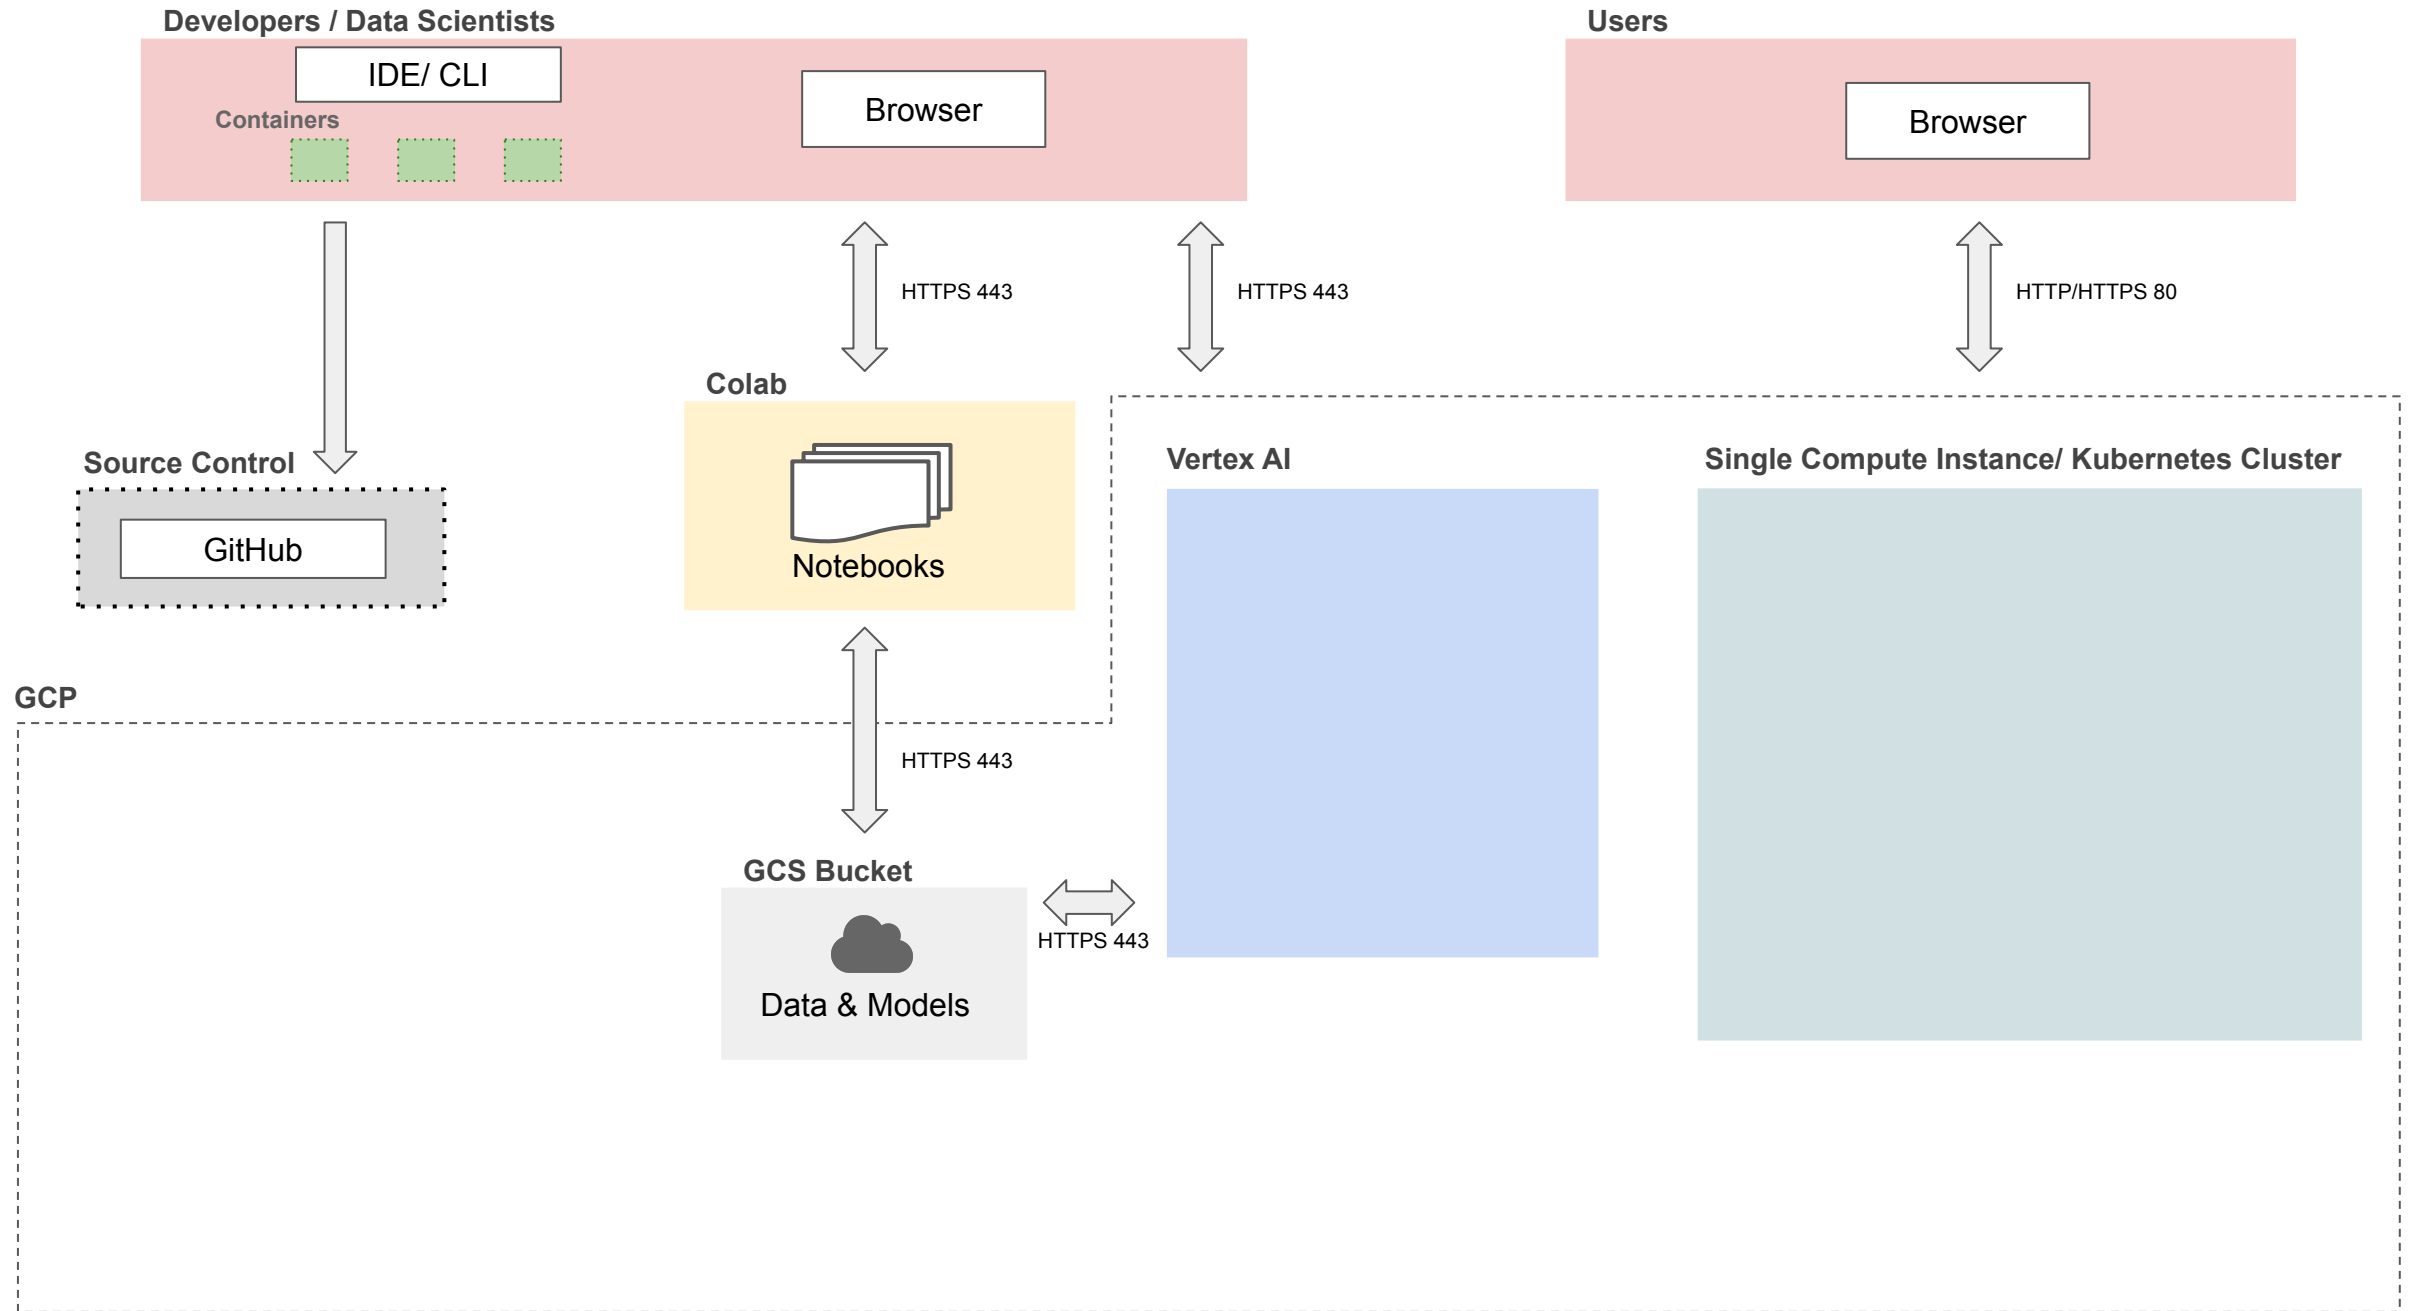 Developers / Data Scientists
Users
IDE/ CLI
Browser
Browser
Containers
HTTPS 443
HTTPS 443
HTTP/HTTPS 80
Colab
Source Control
Vertex AI
Single Compute Instance/ Kubernetes Cluster
GitHub
Notebooks
GCP
HTTPS 443
GCS Bucket
HTTPS 443
Data & Models